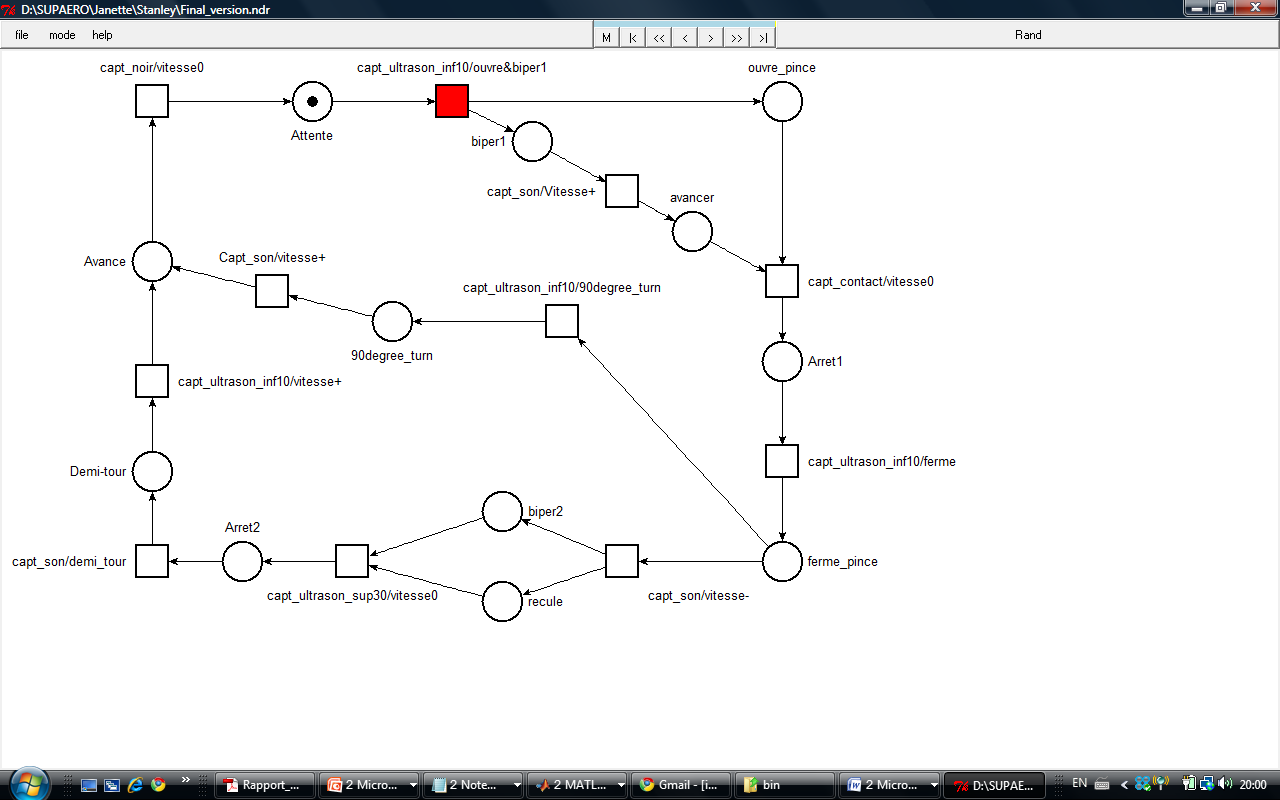 D:\SUPAERO\Janette\Stanley\Final_version.ndr
file mode help M |< << < > >> >| Rand
capt_noir/vitesse0
capt_ultrason_inf10/ouvre&biper1
ouvre_pince
Attente
biper1
capt_son/Vitesse+
avancer
Avance
Capt_son/vitesse+
capt_contact/vitesse0
capt_ultrason_inf10/90degree_turn
90degree_turn
Arret1
capt_ultrason_inf10/vitesse+
capt_ultrason_inf10/ferme
Demi-tour
biper2
Arret2
capt_son/demi_tour
ferme_pince
capt_ultrason_sup30/vitesse0
recule
capt_son/vitesse-
Rapport_... 2 Micro... 2 Note... 2 MATL... Gmail - [i... bin 2 Micro... D:\SUPAE... EN 20:00